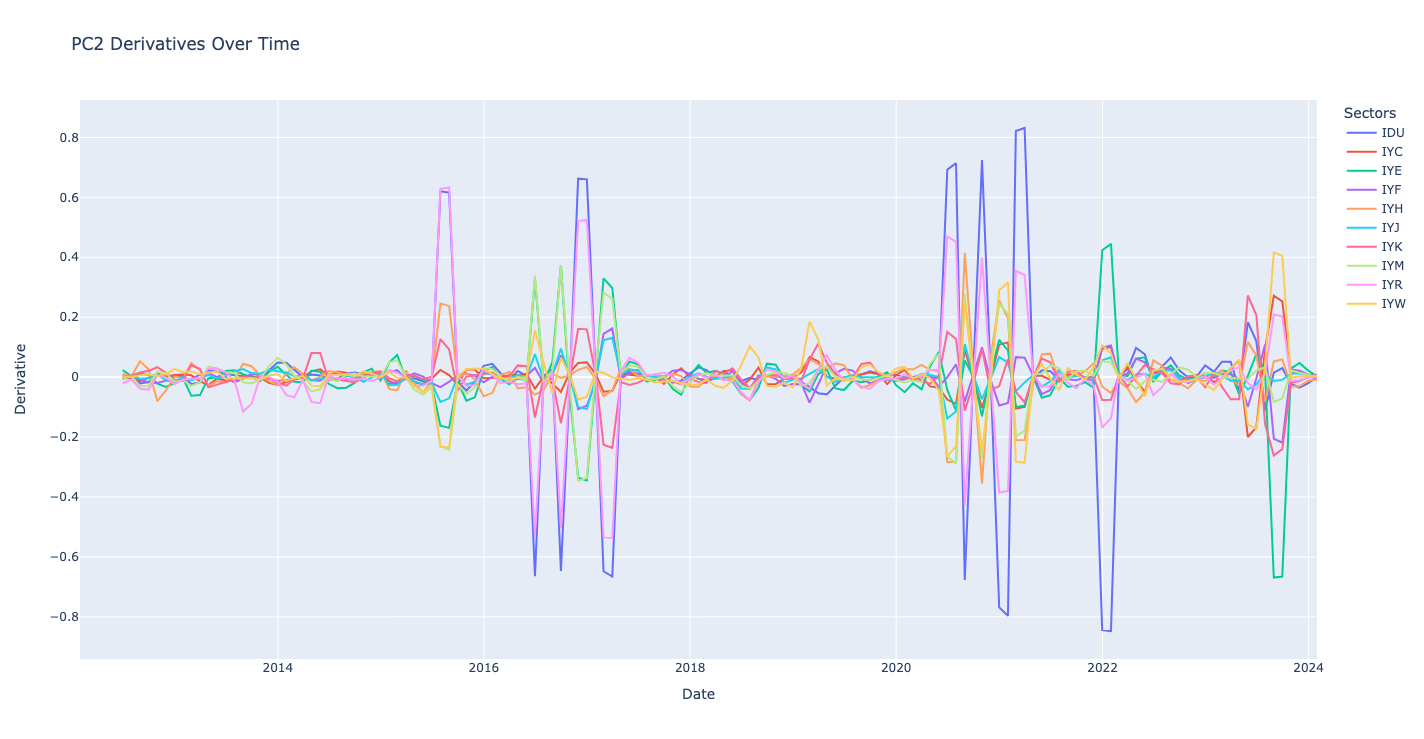 PC2 Derivatives Over Time
Derivative
0.8
0.6
0.4
0.2
0
−0.2
−0.4
−0.6
−0.8
2014
2016
2018
2020
2022
2024
Date
Sectors
IDU
IYC
IYE
IYF
IYH
IYJ
IYK
IYM
IYR
IYW